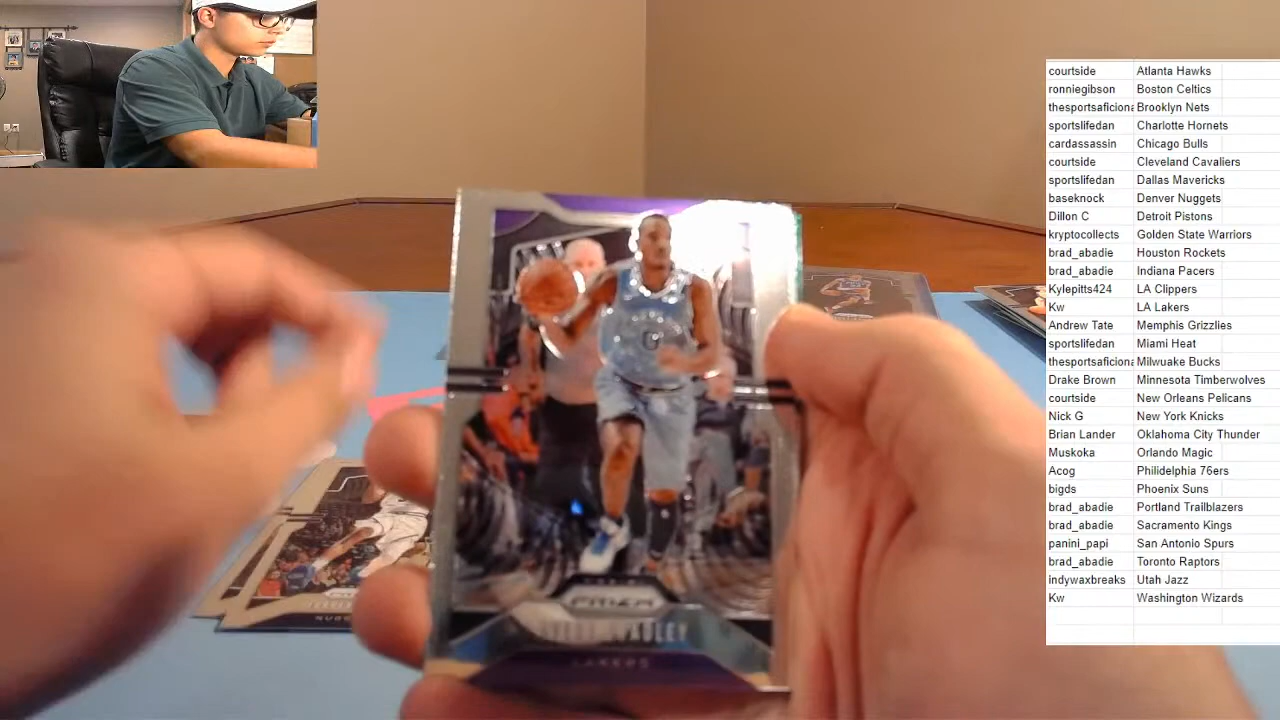 courtside Atlanta Hawks
ronniegibson Boston Celtics
thesportsaficiona Brooklyn Nets
sportslifedan Charlotte Hornets
cardassassin Chicago Bulls
courtside Cleveland Cavaliers
sportslifedan Dallas Mavericks
baseknock Denver Nuggets
Dillon C Detroit Pistons
kryptocollects Golden State Warriors
brad_abadie Houston Rockets
brad_abadie Indiana Pacers
Kylepitts424 LA Clippers
Kw LA Lakers
Andrew Tate Memphis Grizzlies
sportslifedan Miami Heat
thesportsaficiona Milwuake Bucks
Drake Brown Minnesota Timberwolves
courtside New Orleans Pelicans
Nick G New York Knicks
Brian Lander Oklahoma City Thunder
Muskoka Orlando Magic
Acog Philidelphia 76ers
bigds Phoenix Suns
brad_abadie Portland Trailblazers
brad_abadie Sacramento Kings
panini_papi San Antonio Spurs
brad_abadie Toronto Raptors
indywaxbreaks Utah Jazz
Kw Washington Wizards
PRIZM
LAKERS